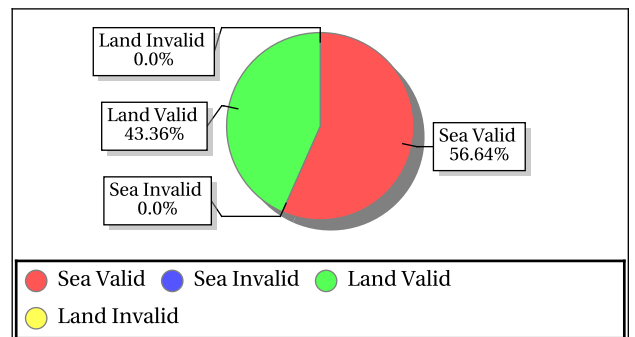 Land Invalid
0.0%
Land Valid
43.36%
Sea Valid
56.64%
Sea Invalid
0.0%
Sea Valid Sea Invalid Land Valid
Land Invalid